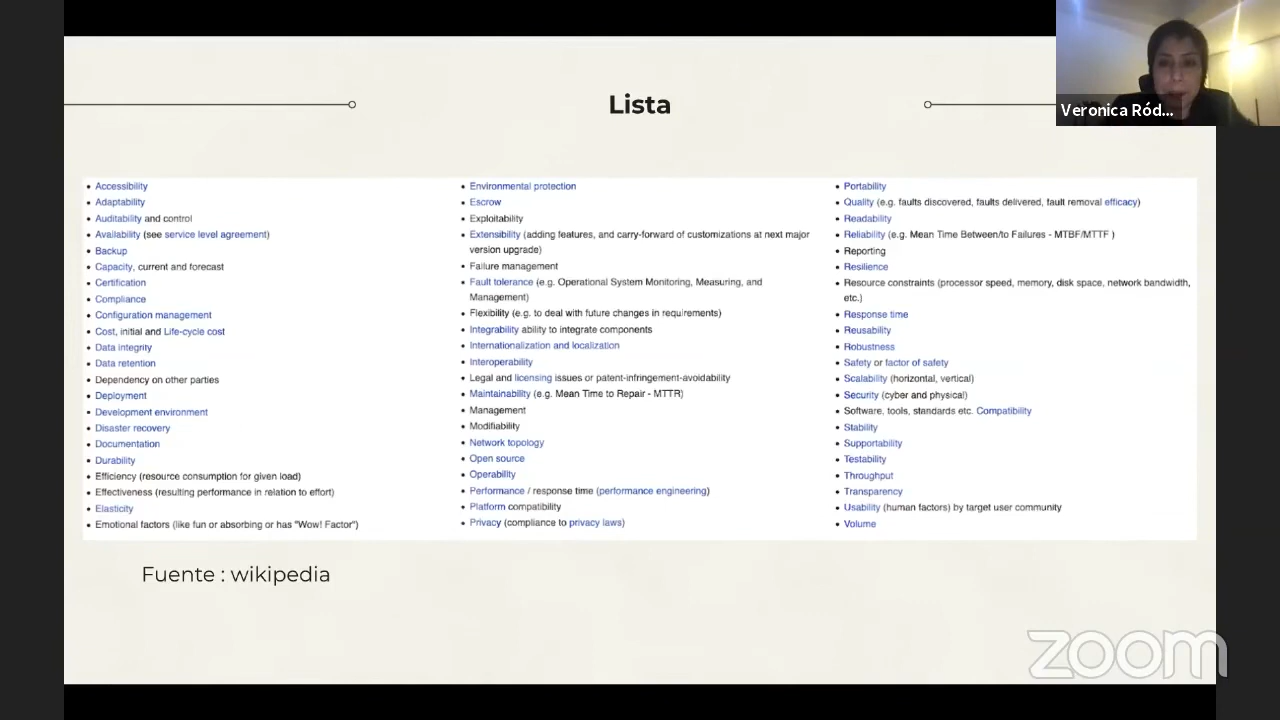 Lista
Veronica Ród...
Accessibility
Adaptability
Auditability and control
Availability (see service level agreement)
Backup
Capacity, current and forecast
Certification
Compliance
Configuration management
Cost, initial and Life-cycle cost
Data integrity
Data retention
Dependency on other parties
Deployment
Development environment
Disaster recovery
Documentation
Durability
Efficiency (resource consumption for given load)
Effectiveness (resulting performance in relation to effort)
Elasticity
Emotional factors (like fun or absorbing or has "Wow! Factor")
Environmental protection
Escrow
Exploitability
Extensibility (adding features, and carry-forward of customizations at next major
version upgrade)
Failure management
Fault tolerance (e.g. Operational System Monitoring, Measuring, and
Management)
Flexibility (e.g. to deal with future changes in requirements)
Integrability ability to integrate components
Internationalization and localization
Interoperability
Legal and licensing issues or patent-infringement-avoidability
Maintainability (e.g. Mean Time to Repair - MTTR)
Management
Modifiability
Network topology
Open source
Operability
Performance / response time (performance engineering)
Platform compatibility
Privacy (compliance to privacy laws)
Portability
Quality (e.g. faults discovered, faults delivered, fault removal efficacy)
Readability
Reliability (e.g. Mean Time Between/to Failures - MTBF/MTTF )
Reporting
Resilience
Resource constraints (processor speed, memory, disk space, network bandwidth,
etc.)
Response time
Reusability
Robustness
Safety or factor of safety
Scalability (horizontal, vertical)
Security (cyber and physical)
Software, tools, standards etc. Compatibility
Stability
Supportability
Testability
Throughput
Transparency
Usability (human factors) by target user community
Volume
Fuente : wikipedia
zoom